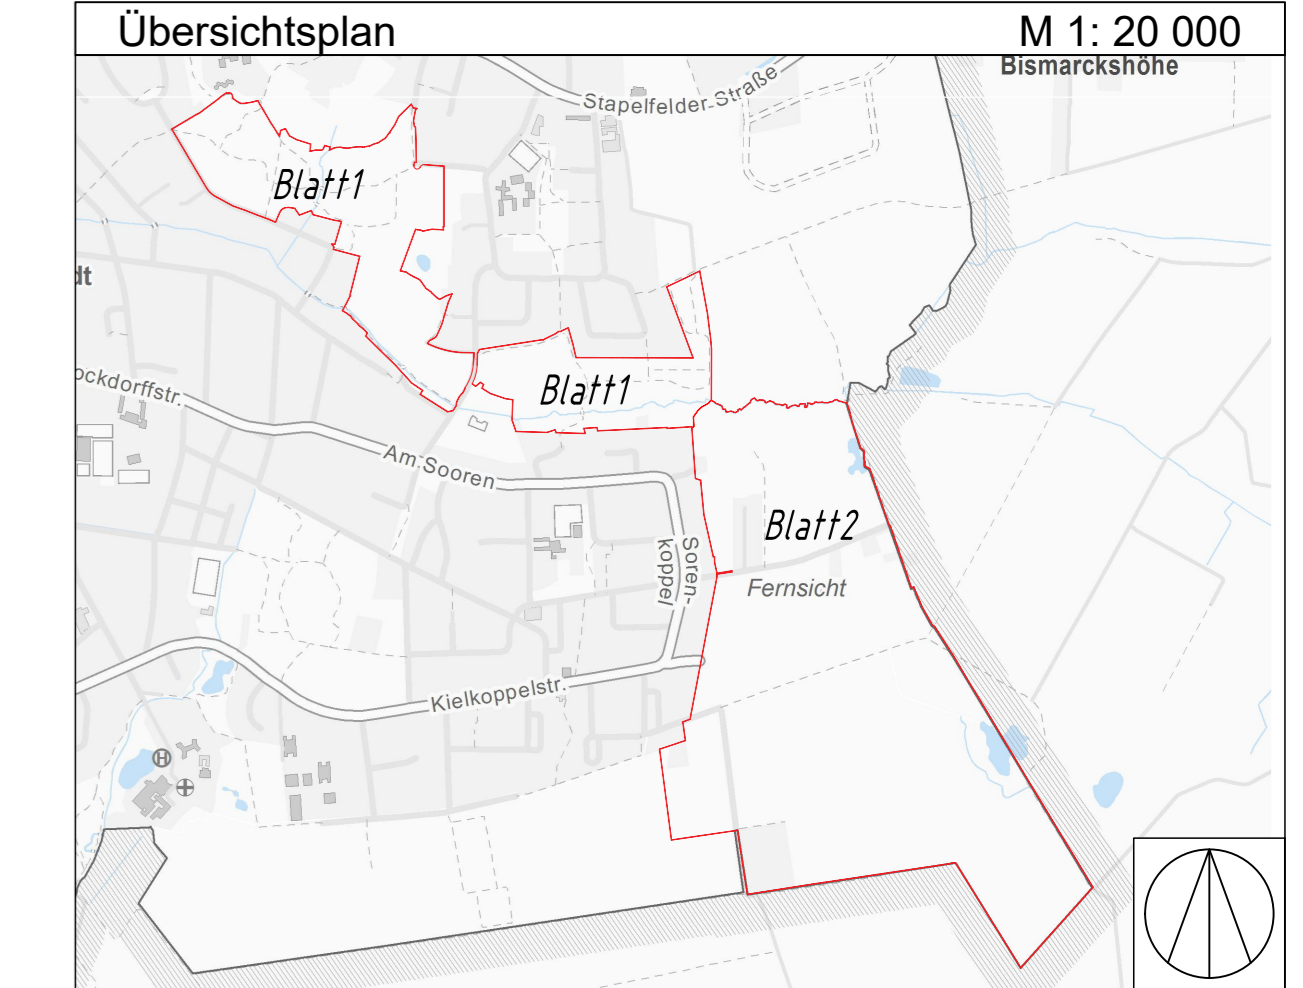 Übersichtsplan M 1: 20 000
Bismarckshöhe
Stapelfelder Straße
Blatt1
dt
ockdorffstr.
Blatt1
Am Sooren
Blatt2
Soren-
koppel
Fernsicht
Kielkoppelstr.
H